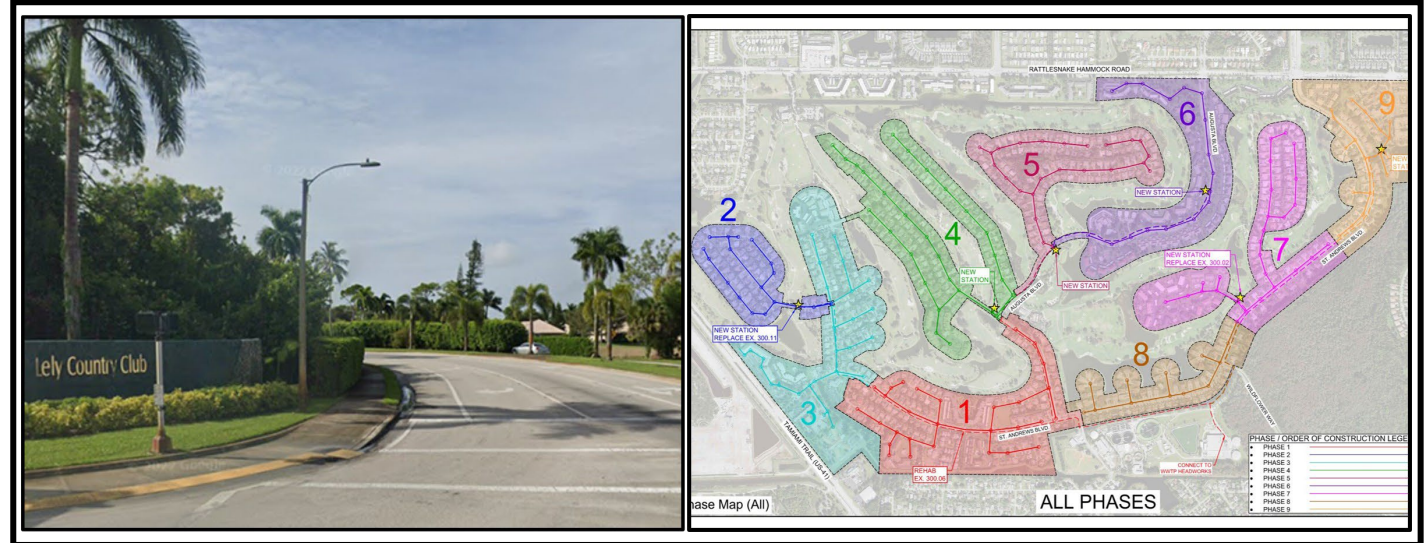 Lely Country Club
RATTLESNAKE HAMMOCK ROAD
9
6
AUGUSTA BLVD
5
NEW STATION
2
4
7
NEW STATION
REPLACE EX. 300.02
ST. ANDREWS BLVD
NEW
STATION
AUGUSTA BLVD
NEW STATION
NEW STATION
REPLACE EX. 300.11
8
3
1
WILDFLOWER WAY
TAMIAMI TRAIL (US-41)
ST. ANDREWS BLVD
REHAB
EX. 300.06
CONNECT TO
WWTP HEADWORKS
PHASE / ORDER OF CONSTRUCTION LEGE
PHASE 1
PHASE 2
PHASE 3
PHASE 4
PHASE 5
PHASE 6
PHASE 7
PHASE 8
PHASE 9
hase Map (All)
ALL PHASES